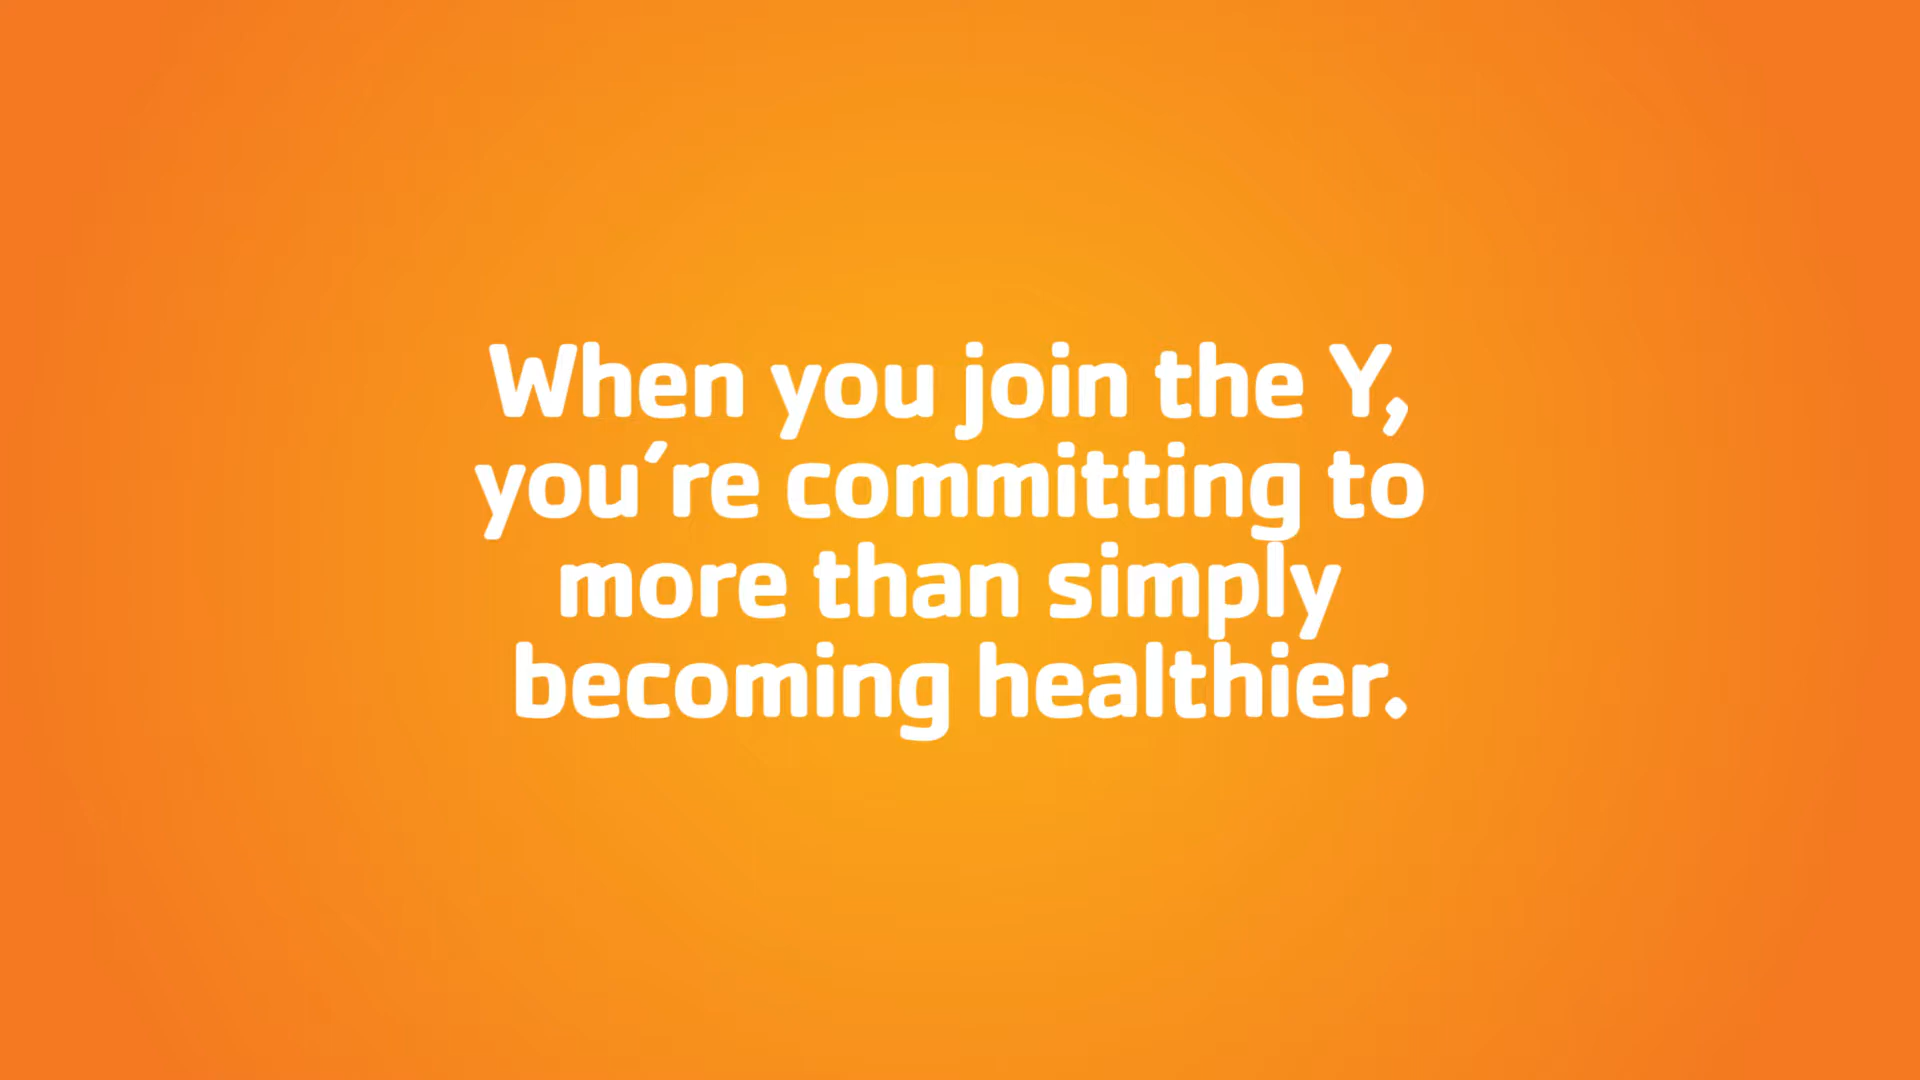 When you join the Y,
you're committing to
more than simply
becoming healthier.